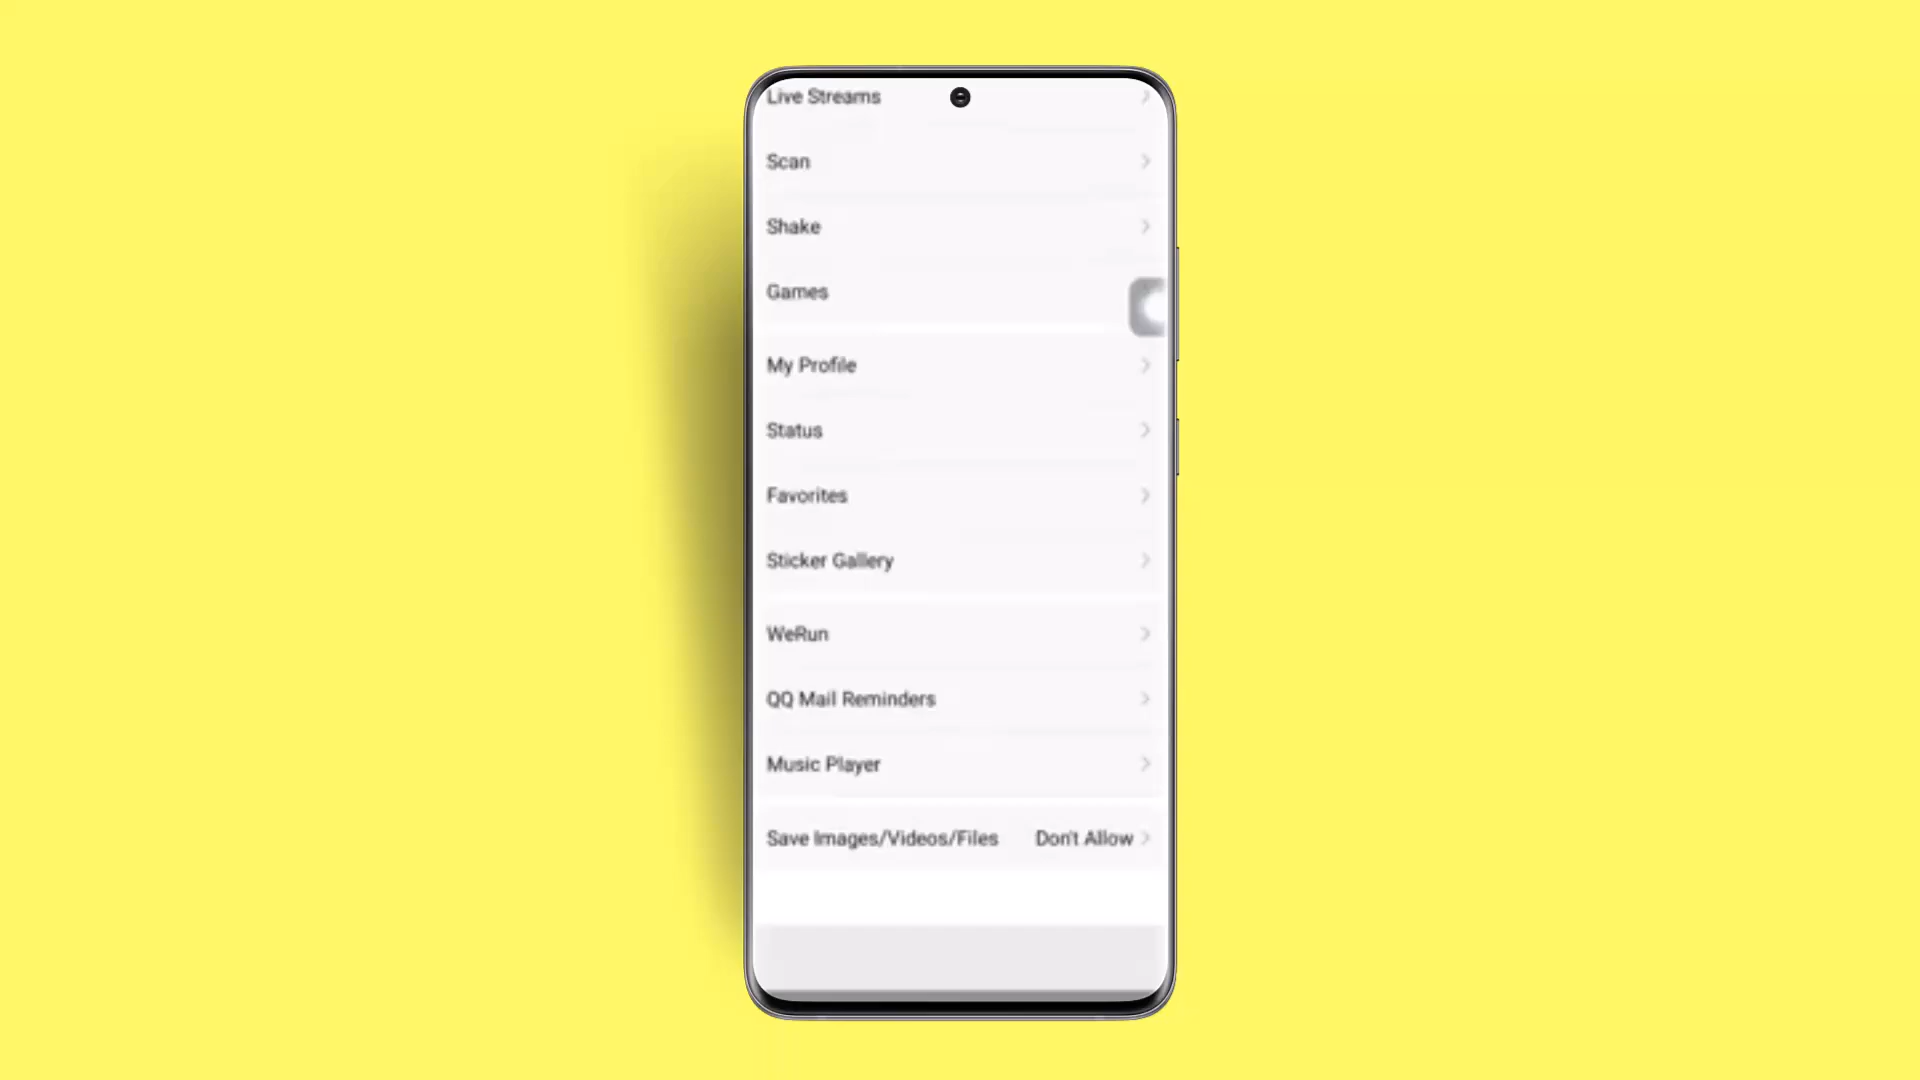 Live Streams
Scan
Shake
Games
My Profile
Status
Favorites
Sticker Gallery
WeRun
QQ Mail Reminders
Music Player
Save Images/Videos/Files Don't Allow